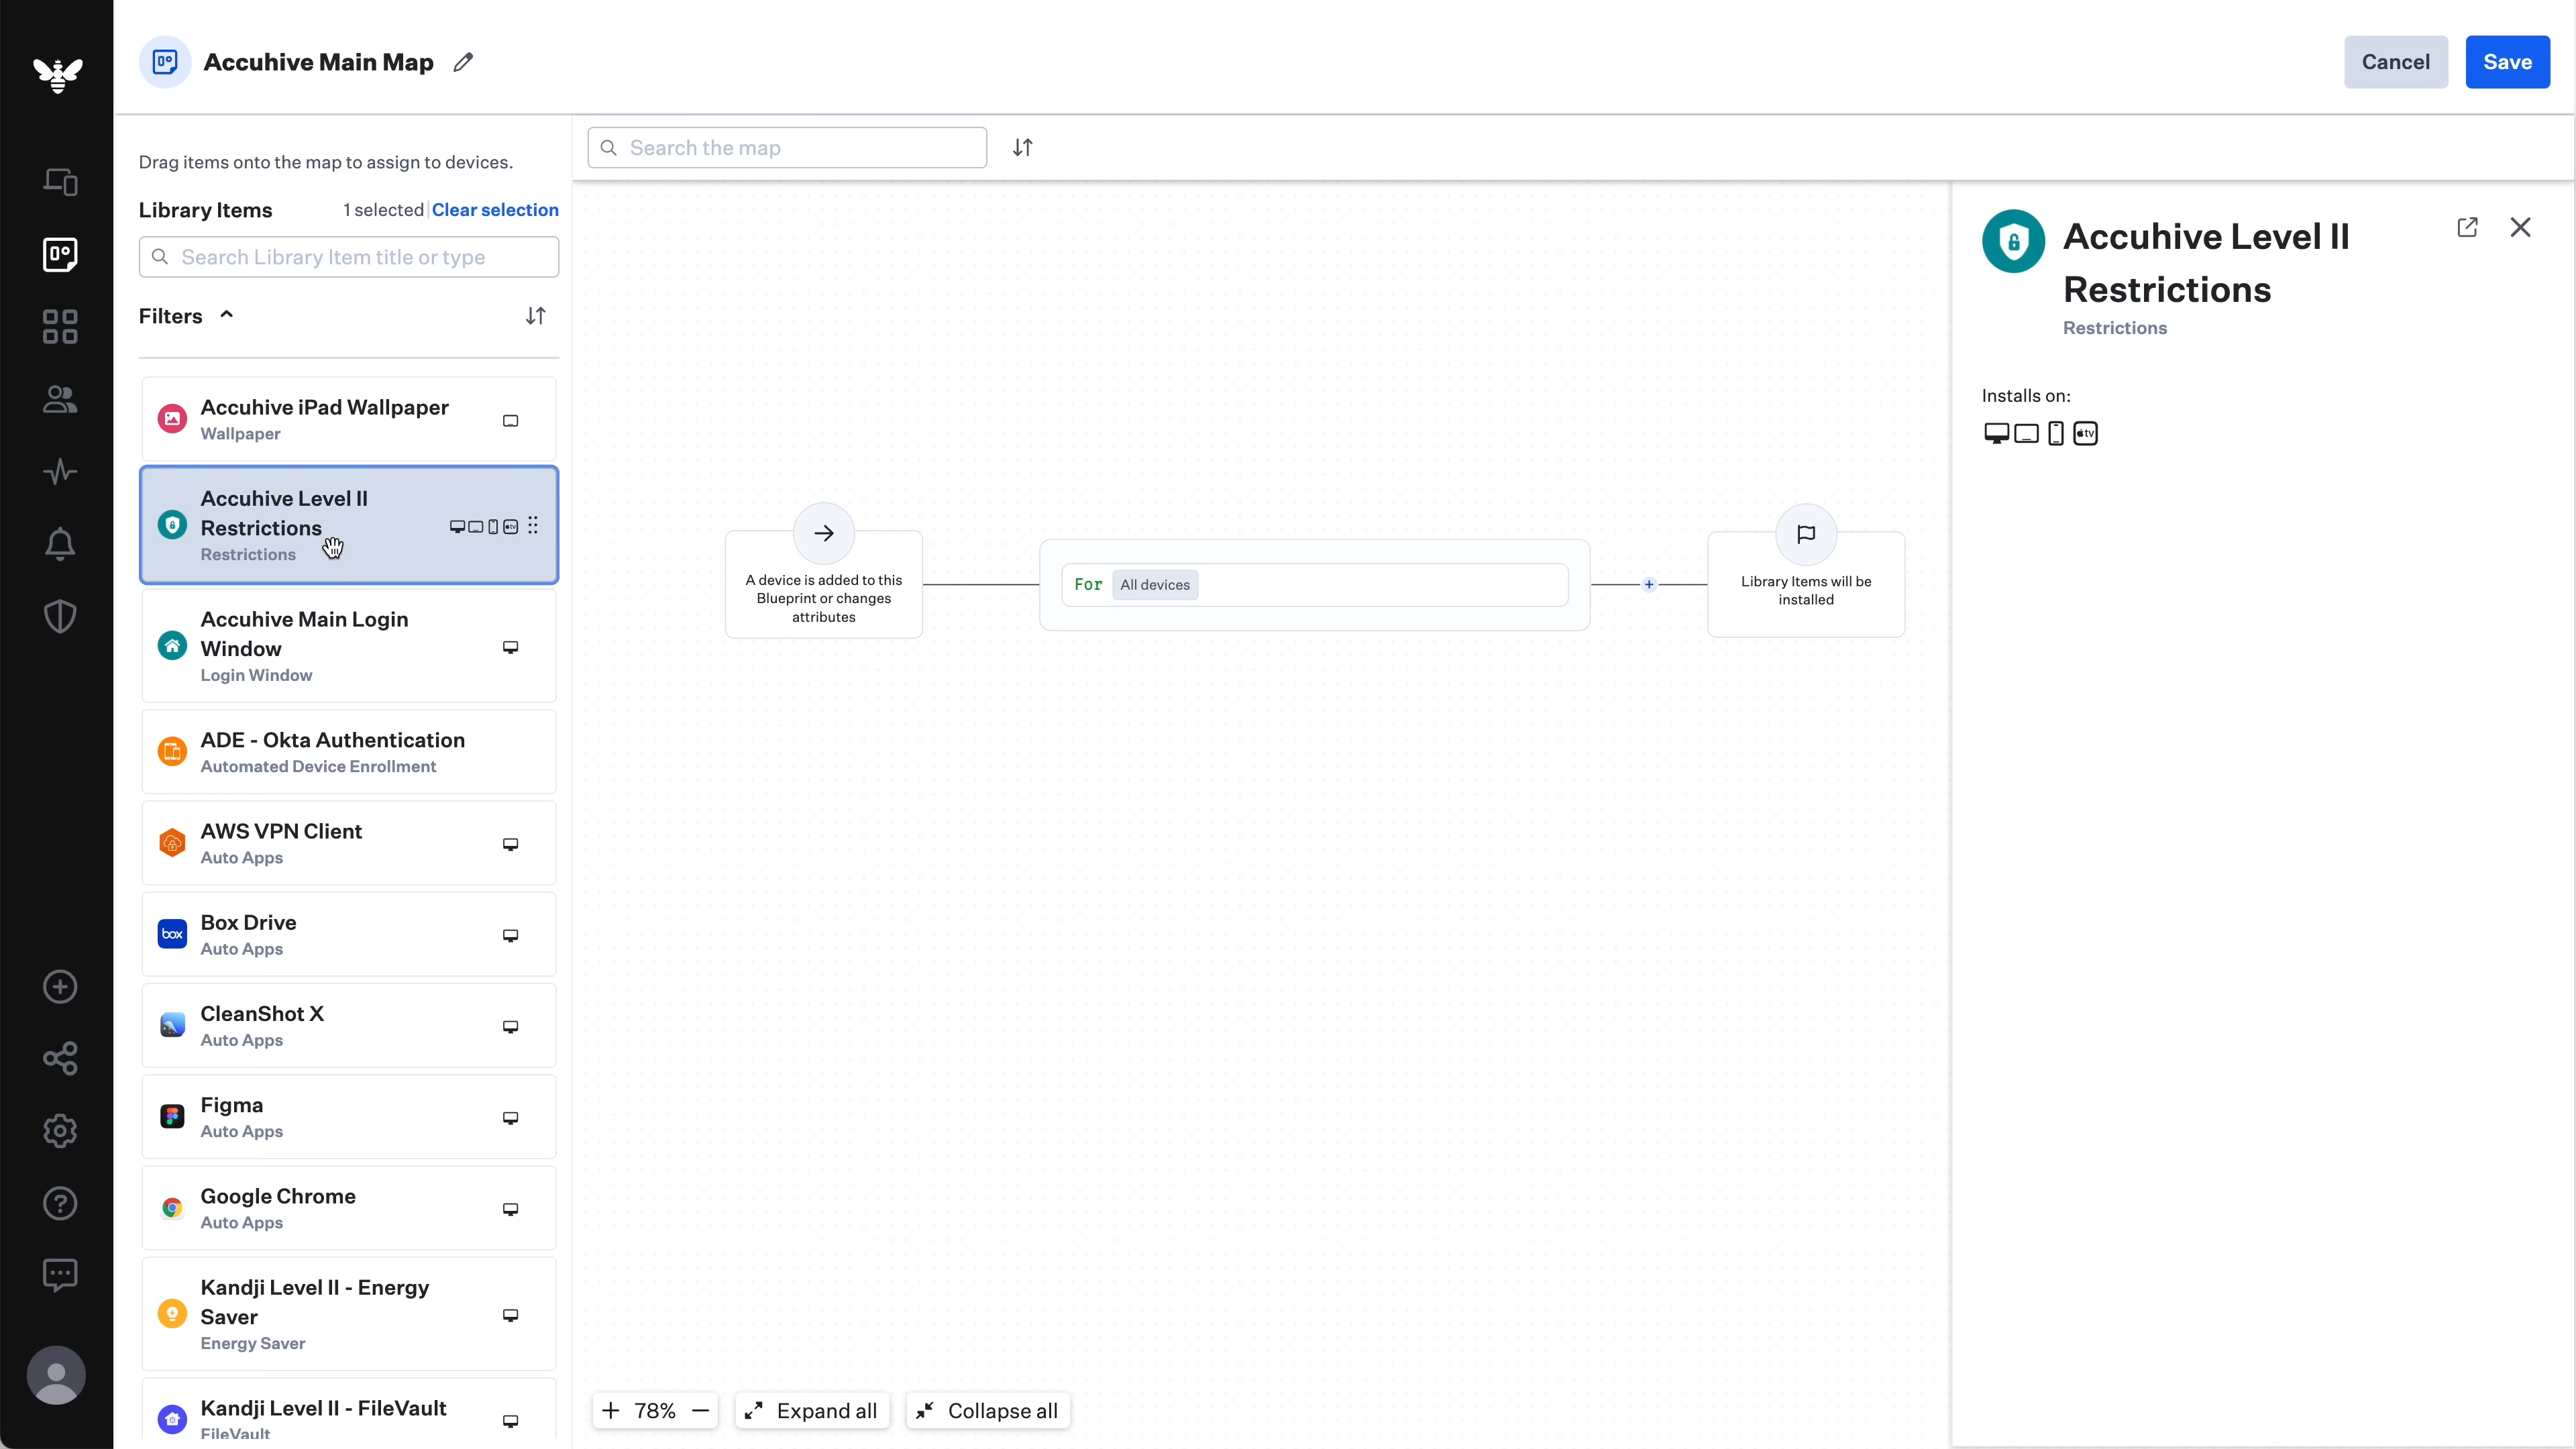 Accuhive Main Map
Cancel
Save
Drag items onto the map to assign to devices.
Library Items
1 selected
Clear selection
Search Library Item title or type
Filters
Accuhive iPad Wallpaper
Wallpaper
Accuhive Level II
Restrictions
Restrictions
tv
Accuhive Main Login
Window
Login Window
ADE - Okta Authentication
Automated Device Enrollment
AWS VPN Client
Auto Apps
box
Box Drive
Auto Apps
CleanShot X
Auto Apps
Figma
Auto Apps
Google Chrome
Auto Apps
Kandji Level II - Energy
Saver
Energy Saver
Kandji Level II - FileVault
FileVault
Search the map
A device is added to this
Blueprint or changes
attributes
For All devices
Library Items will be
installed
78%
Expand all
Collapse all
Accuhive Level II
Restrictions
Restrictions
Installs on:
tv